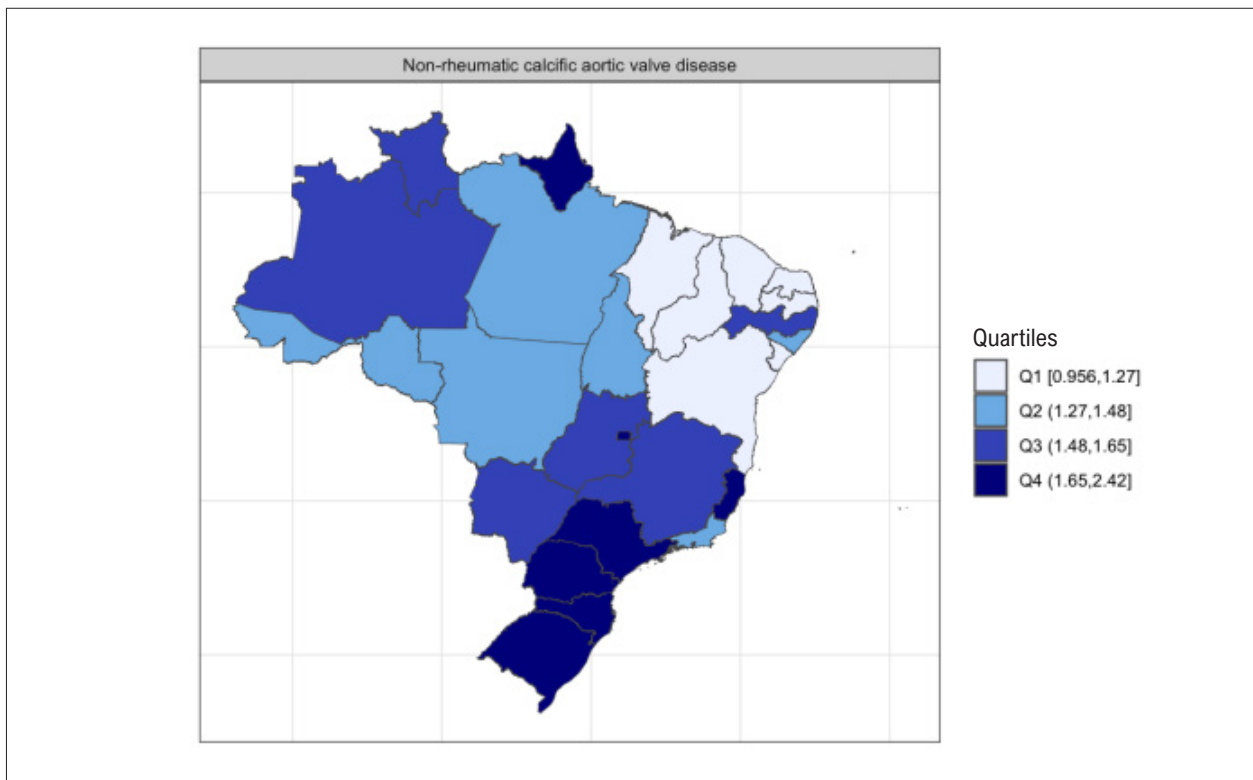 Non-rheumatic calcific aortic valve disease
Quartiles
Q1 [0.956,1.27]
Q2 (1.27,1.48]
Q3 (1.48,1.65]
Q4 (1.65,2.42]